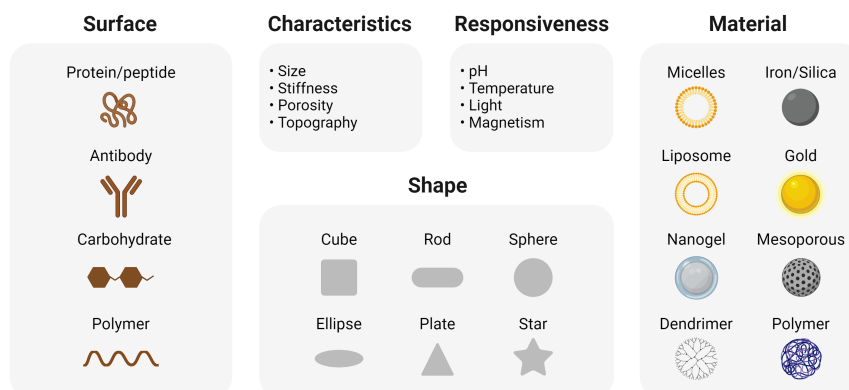 Surface
Protein/peptide
Antibody
Carbohydrate
Polymer
Characteristics
• Size
• Stiffness
• Porosity
• Topography
Responsiveness
• pH
• Temperature
• Light
• Magnetism
Shape
Cube Rod Sphere
Ellipse Plate Star
Material
Micelles Iron/Silica
Liposome Gold
Nanogel Mesoporous
Dendrimer Polymer